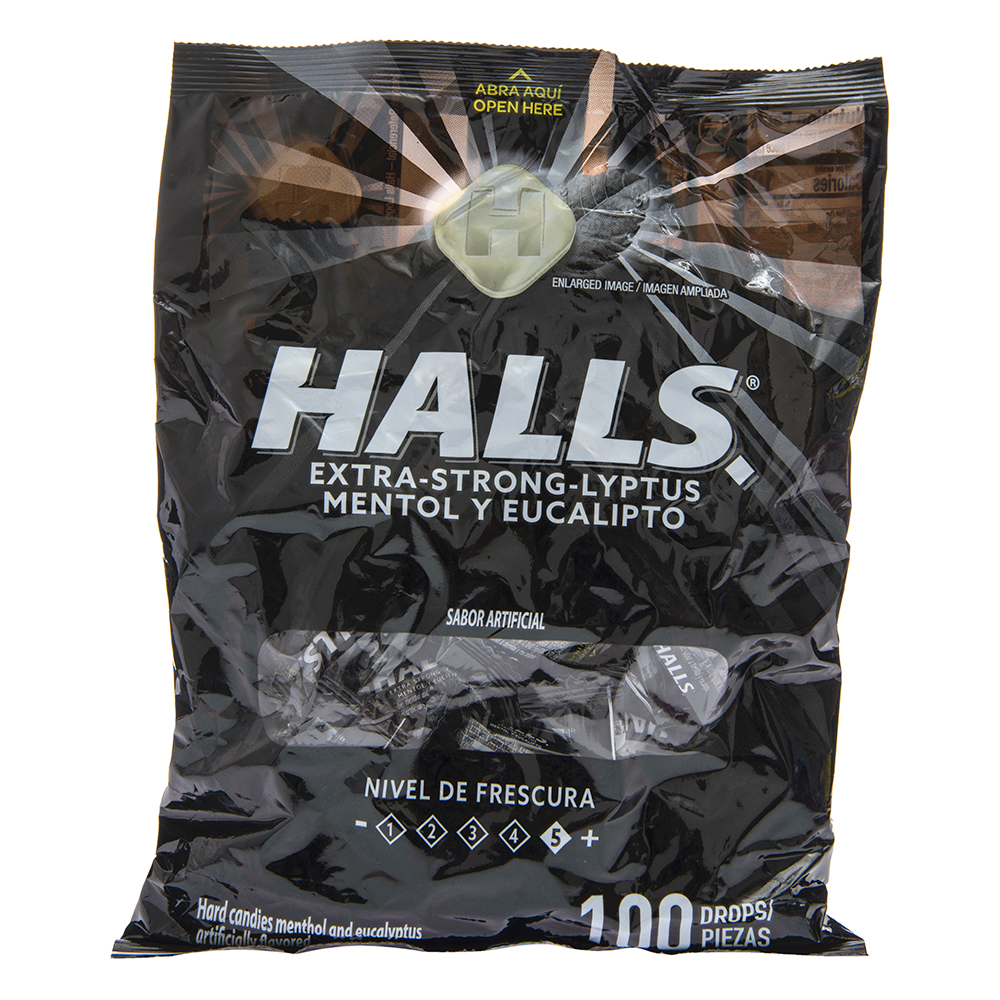 ABRA AQUÍ
OPEN HERE
H
ENLARGED IMAGE / IMAGEN AMPLIADA
HALLS®
EXTRA-STRONG-LYPTUS
MENTOL Y EUCALIPTO
SABOR ARTIFICIAL
HALLS
NIVEL DE FRESCURA
- 1 2 3 4 5 +
Hard candies menthol and eucalyptus
artificially flavored
100 DROPS/
PIEZAS